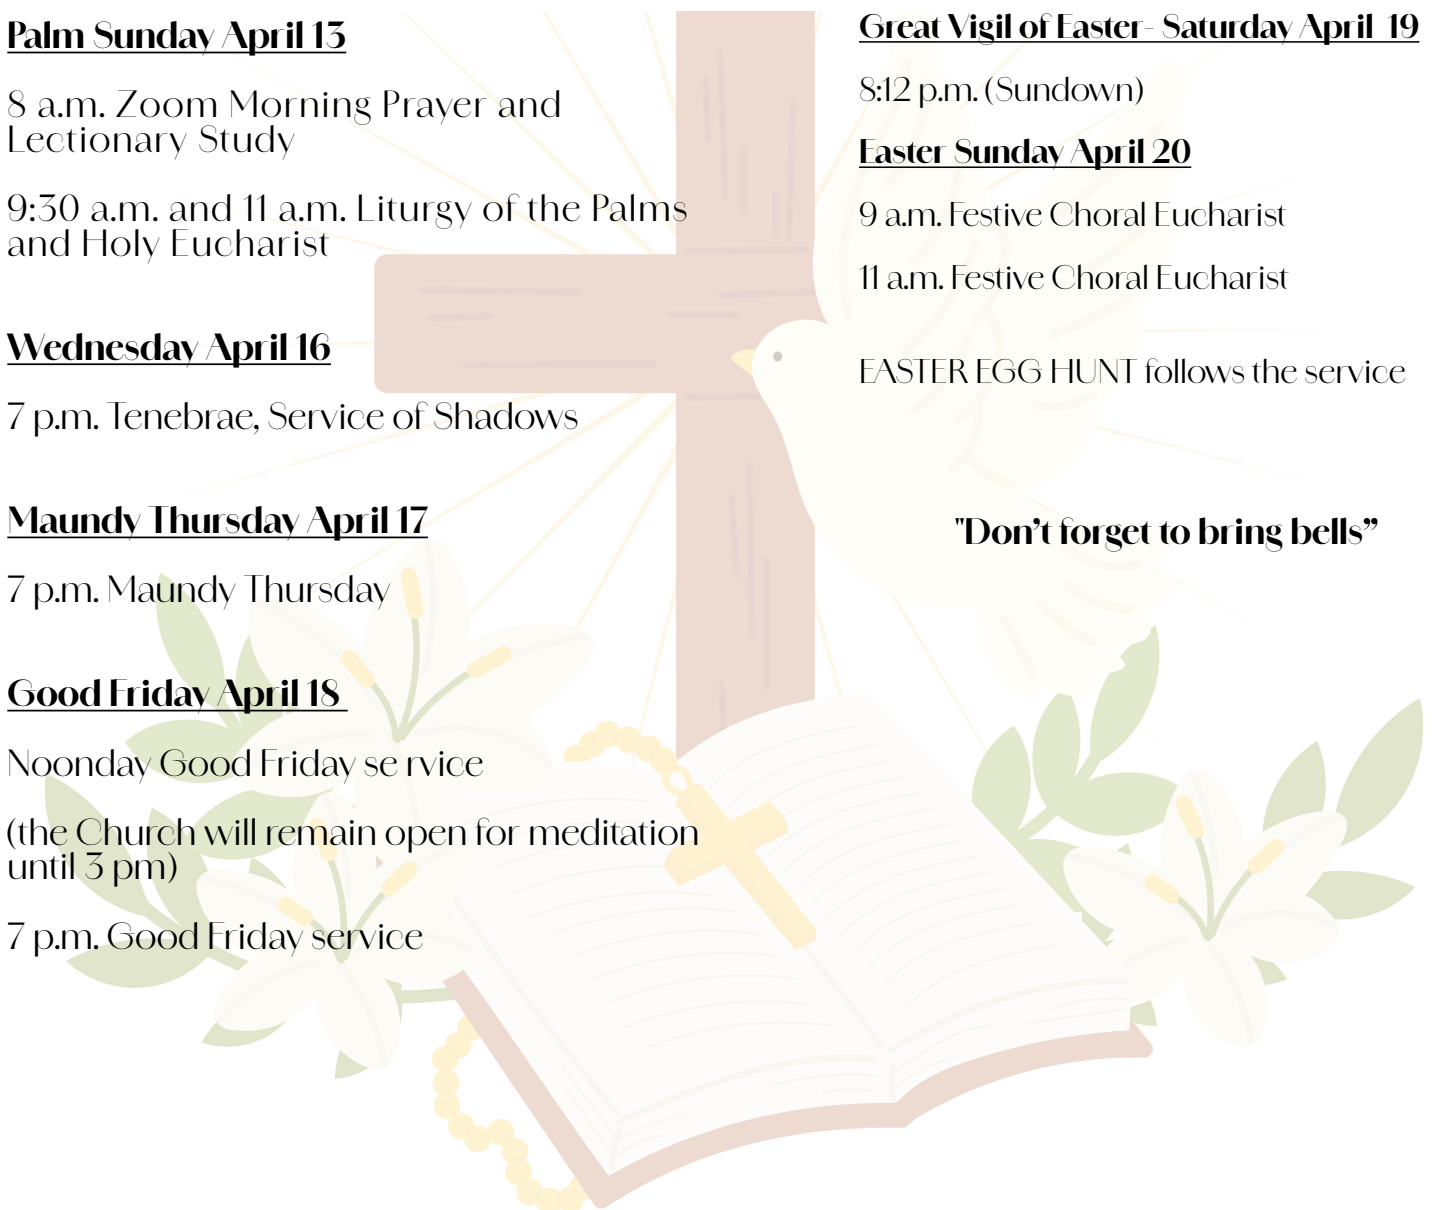 Palm Sunday April 13
8 a.m. Zoom Morning Prayer and
Lectionary Study
9:30 a.m. and 11 a.m. Liturgy of the Palms
and Holy Eucharist
Wednesday April 16
7 p.m. Tenebrae, Service of Shadows
Maundy Thursday April 17
7 p.m. Maundy Thursday
Good Friday April 18
Noonday Good Friday se rvice
(the Church will remain open for meditation
until 3 pm)
7 p.m. Good Friday service
Great Vigil of Easter- Saturday April 19
8:12 p.m. (Sundown)
Easter Sunday April 20
9 a.m. Festive Choral Eucharist
11 a.m. Festive Choral Eucharist
EASTER EGG HUNT follows the service
"Don’t forget to bring bells”